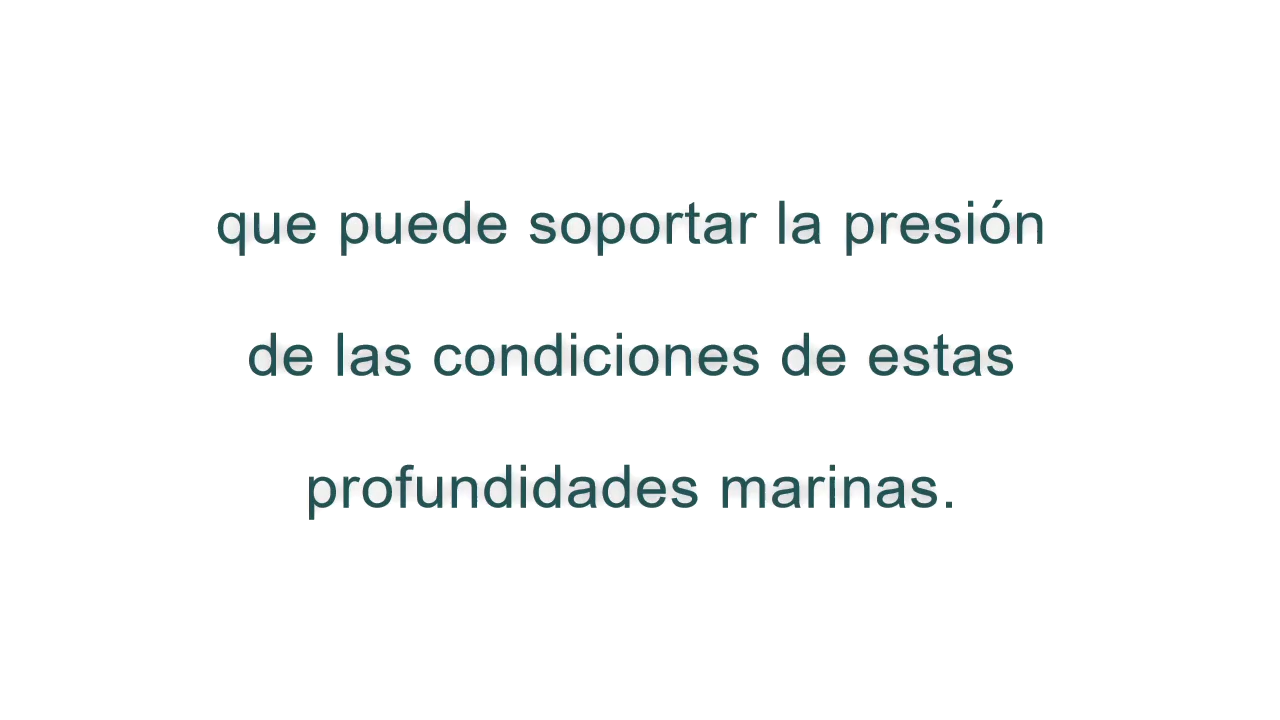 que puede soportar la presión
de las condiciones de estas
profundidades marinas.